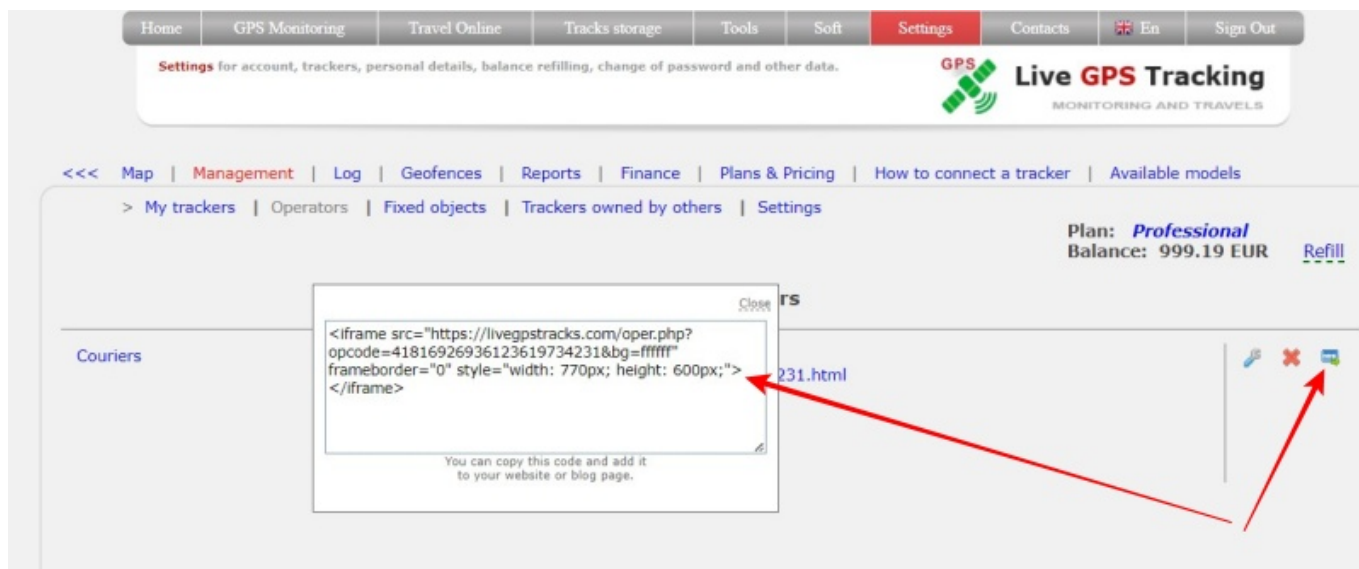 Home GPS Monitoring Travel Online Tracks storage Tools Soft Settings Contacts En Sign Out
Settings for account, trackers, personal details, balance refilling, change of password and other data.
GPS
Live GPS Tracking
MONITORING AND TRAVELS
<<< Map | Management | Log | Geofences | Reports | Finance | Plans & Pricing | How to connect a tracker | Available models
> My trackers | Operators | Fixed objects | Trackers owned by others | Settings
Plan: Professional
Balance: 999.19 EUR Refill
Close
rs
Couriers
<iframe src="https://livegpstracks.com/oper.php?
opcode=41816926936123619734231&bg=ffffff"
frameborder="0" style="width: 770px; height: 600px;">
</iframe>
231.html
You can copy this code and add it
to your website or blog page.